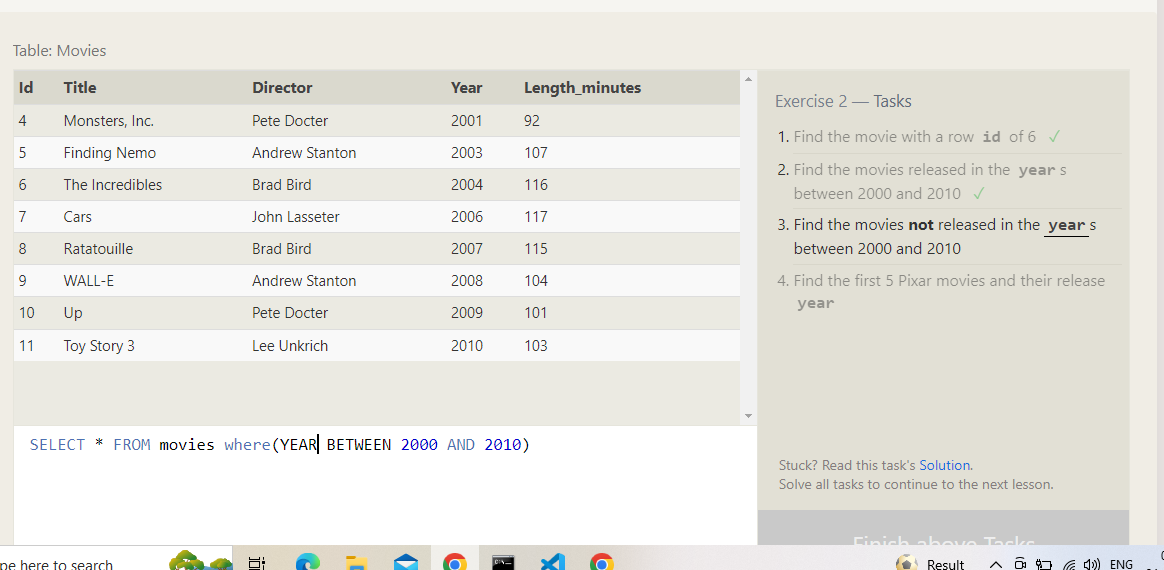 Table: Movies
Id Title Director Year Length_minutes
4 Monsters, Inc. Pete Docter 2001 92
5 Finding Nemo Andrew Stanton 2003 107
6 The Incredibles Brad Bird 2004 116
7 Cars John Lasseter 2006 117
8 Ratatouille Brad Bird 2007 115
9 WALL-E Andrew Stanton 2008 104
10 Up Pete Docter 2009 101
11 Toy Story 3 Lee Unkrich 2010 103
SELECT * FROM movies where(YEAR BETWEEN 2000 AND 2010)
Exercise 2 — Tasks
1. Find the movie with a row id of 6 ✓
2. Find the movies released in the year s
between 2000 and 2010 ✓
3. Find the movies not released in the year s
between 2000 and 2010
4. Find the first 5 Pixar movies and their release
year
Stuck? Read this task's Solution.
Solve all tasks to continue to the next lesson.
Finish above Tasks
pe here to search
Result
ENG